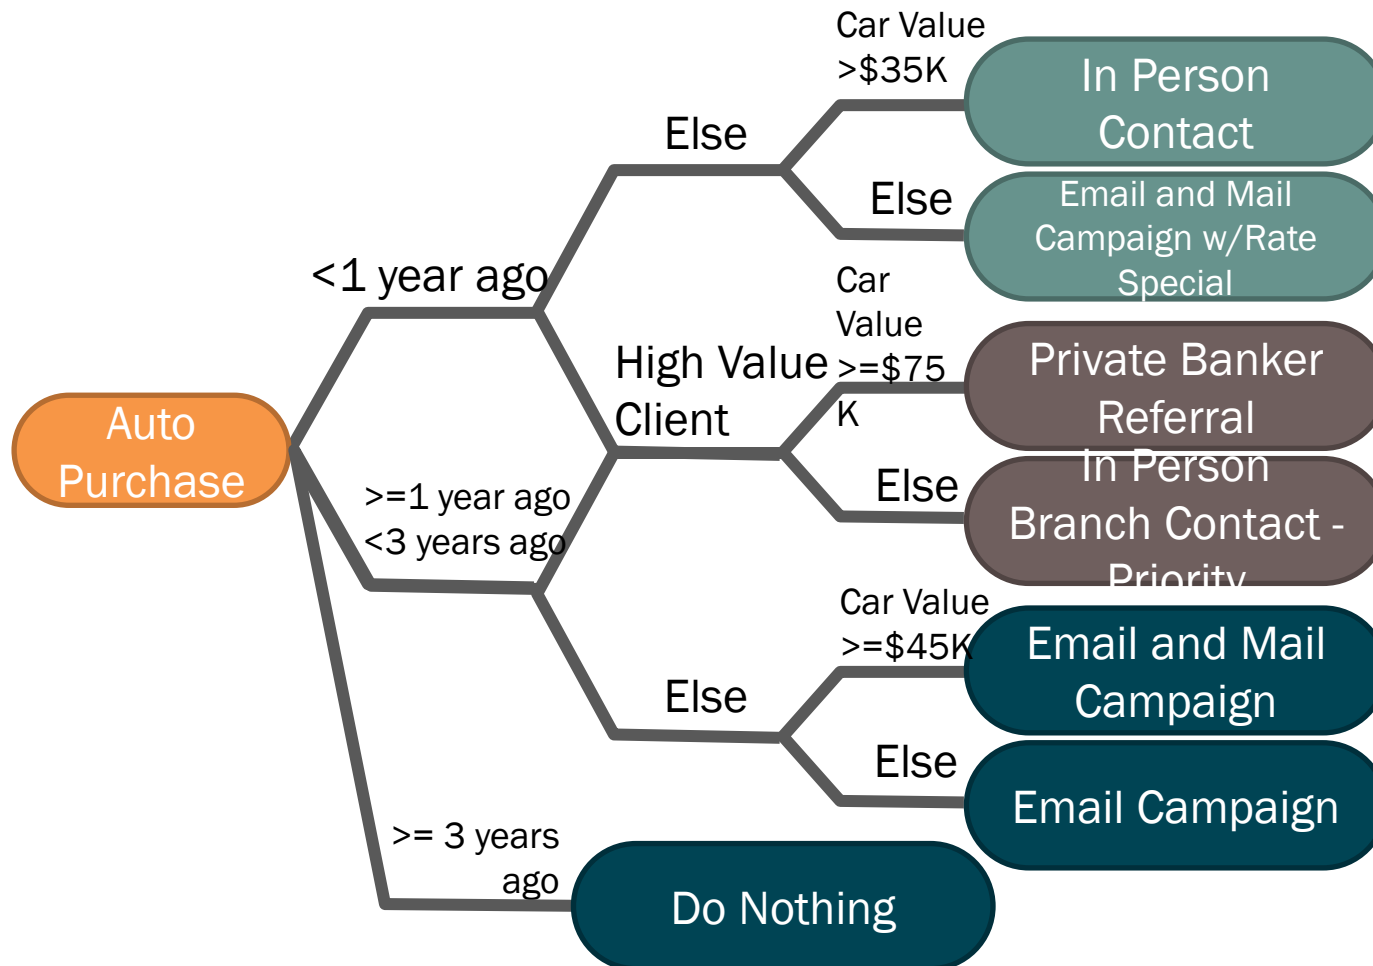 Auto
Purchase
<1 year ago
Else
Car Value
>$35K
In Person
Contact
Else
Email and Mail
Campaign w/Rate
Special
>=1 year ago
<3 years ago
High Value
Client
Car
Value
>=$75
K
Private Banker
Referral
Else
In Person
Branch Contact -
Priority
Else
Car Value
>=$45K
Email and Mail
Campaign
Else
Email Campaign
>= 3 years
ago
Do Nothing